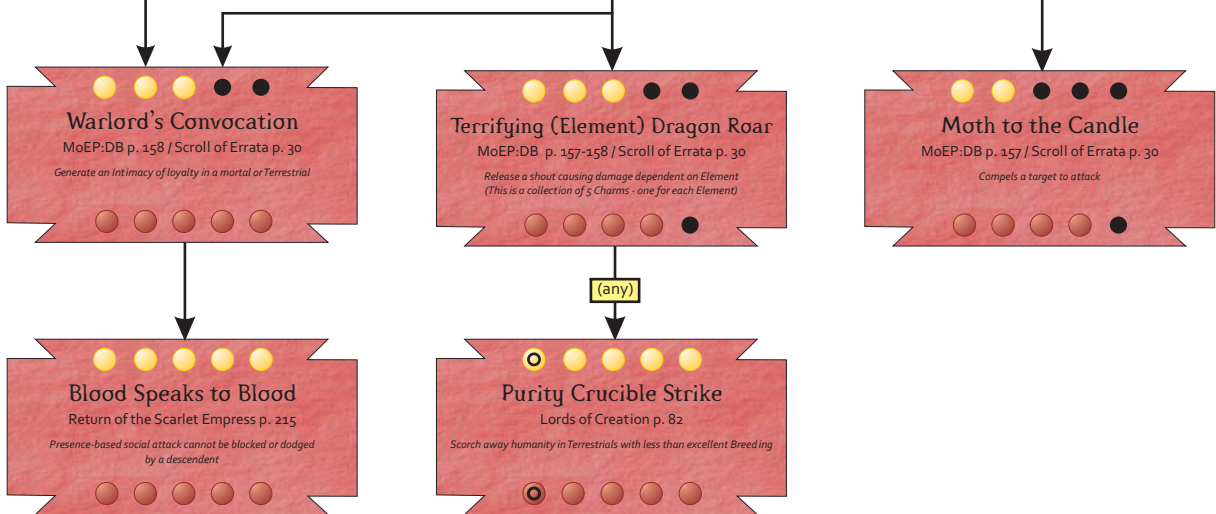 Warlord's Convocation
MoEP:DB p. 158 / Scroll of Errata p. 30
Generate an Intimacy of loyalty in a mortal or Terrestrial
Terrifying (Element) Dragon Roar
MoEP:DB p. 157-158 / Scroll of Errata p. 30
Release a shout causing damage dependent on Element
(This is a collection of 5 Charms - one for each Element)
Moth to the Candle
MoEP:DB p. 157 / Scroll of Errata p. 30
Compels a target to attack
(any)
Blood Speaks to Blood
Return of the Scarlet Empress p. 215
Presence-based social attack cannot be blocked or dodged
by a descendent
Purity Crucible Strike
Lords of Creation p. 82
Scorch away humanity in Terrestrials with less than excellent Breeding